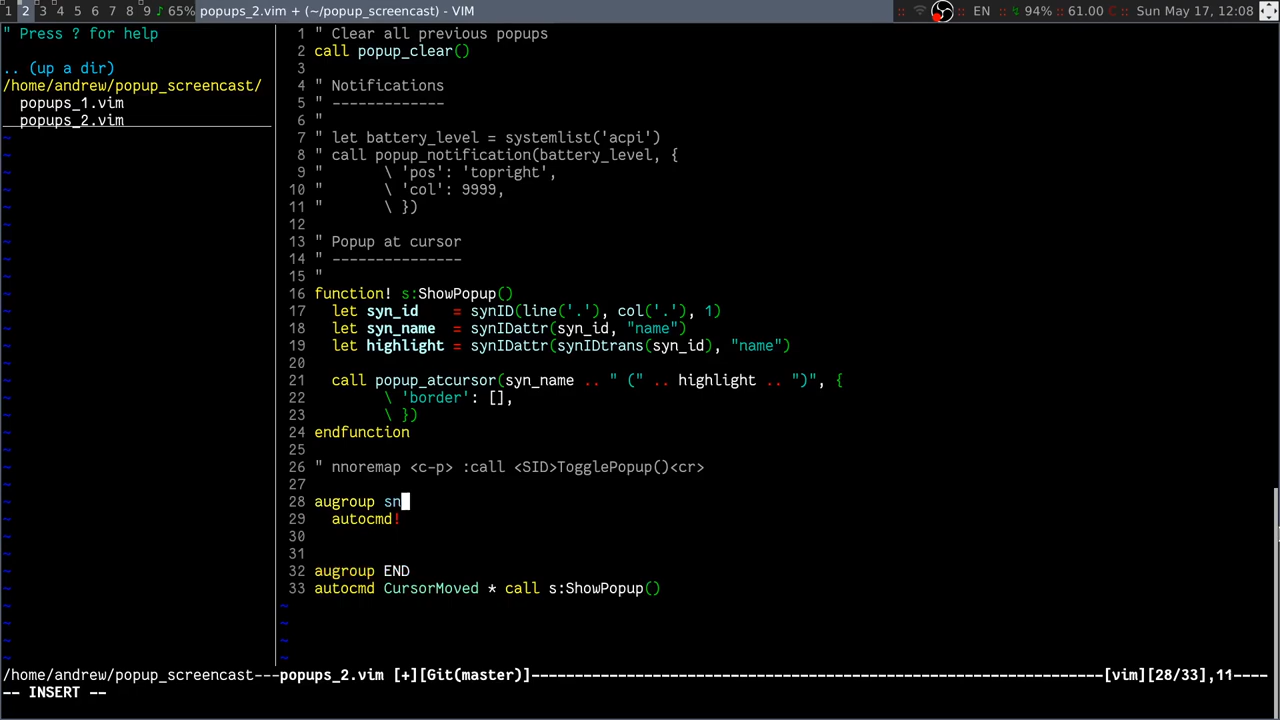 1 2 3 4 5 6 7 8 9 ♪ 65% popups_2.vim + (~/popup_screencast) - VIM :: :: EN :: 94% :: 61.00 :: Sun May 17, 12:08
" Press ? for help
.. (up a dir)
/home/andrew/popup_screencast/
popups_1.vim
popups_2.vim
1 " Clear all previous popups
2 call popup_clear()
3
4 " Notifications
5 " -------------
6 "
7 " let battery_level = systemlist('acpi')
8 " call popup_notification(battery_level, {
9 "       \ 'pos': 'topright',
10 "       \ 'col': 9999,
11 "       \ })
12
13 " Popup at cursor
14 " ---------------
15 "
16 function! s:ShowPopup()
17   let syn_id    = synID(line('.'), col('.'), 1)
18   let syn_name  = synIDattr(syn_id, "name")
19   let highlight = synIDattr(synIDtrans(syn_id), "name")
20
21   call popup_atcursor(syn_name .. " (" .. highlight .. ")", {
22         \ 'border': [],
23         \ })
24 endfunction
25
26 " nnoremap <c-p> :call <SID>TogglePopup()<cr>
27
28 augroup sn
29   autocmd!
30
31
32 augroup END
33 autocmd CursorMoved * call s:ShowPopup()
/home/andrew/popup_screencast---popups_2.vim [+][Git(master)]------------------------------------------------------------------[vim][28/33],11----
-- INSERT --